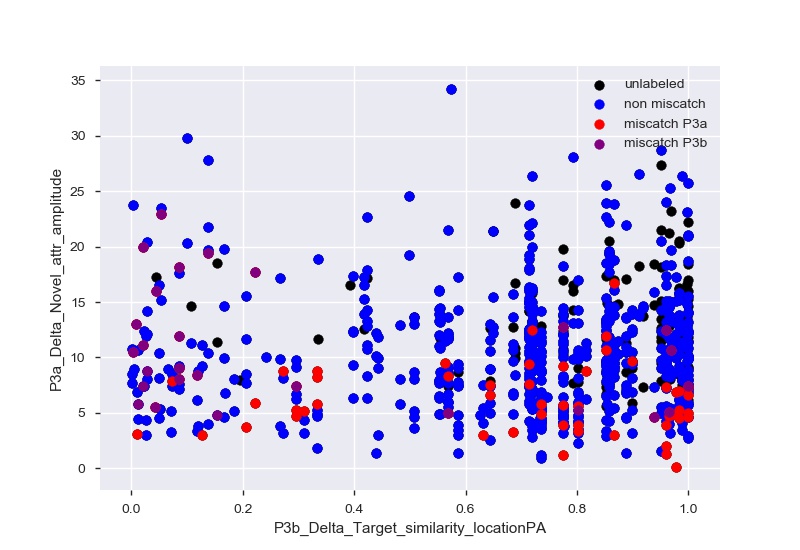 35
30
25
20
15
10
5
0
P3a_Delta_Novel_attr_amplitude
unlabeled
non miscatch
miscatch P3a
miscatch P3b
0.0 0.2 0.4 0.6 0.8 1.0
P3b_Delta_Target_similarity_locationPA